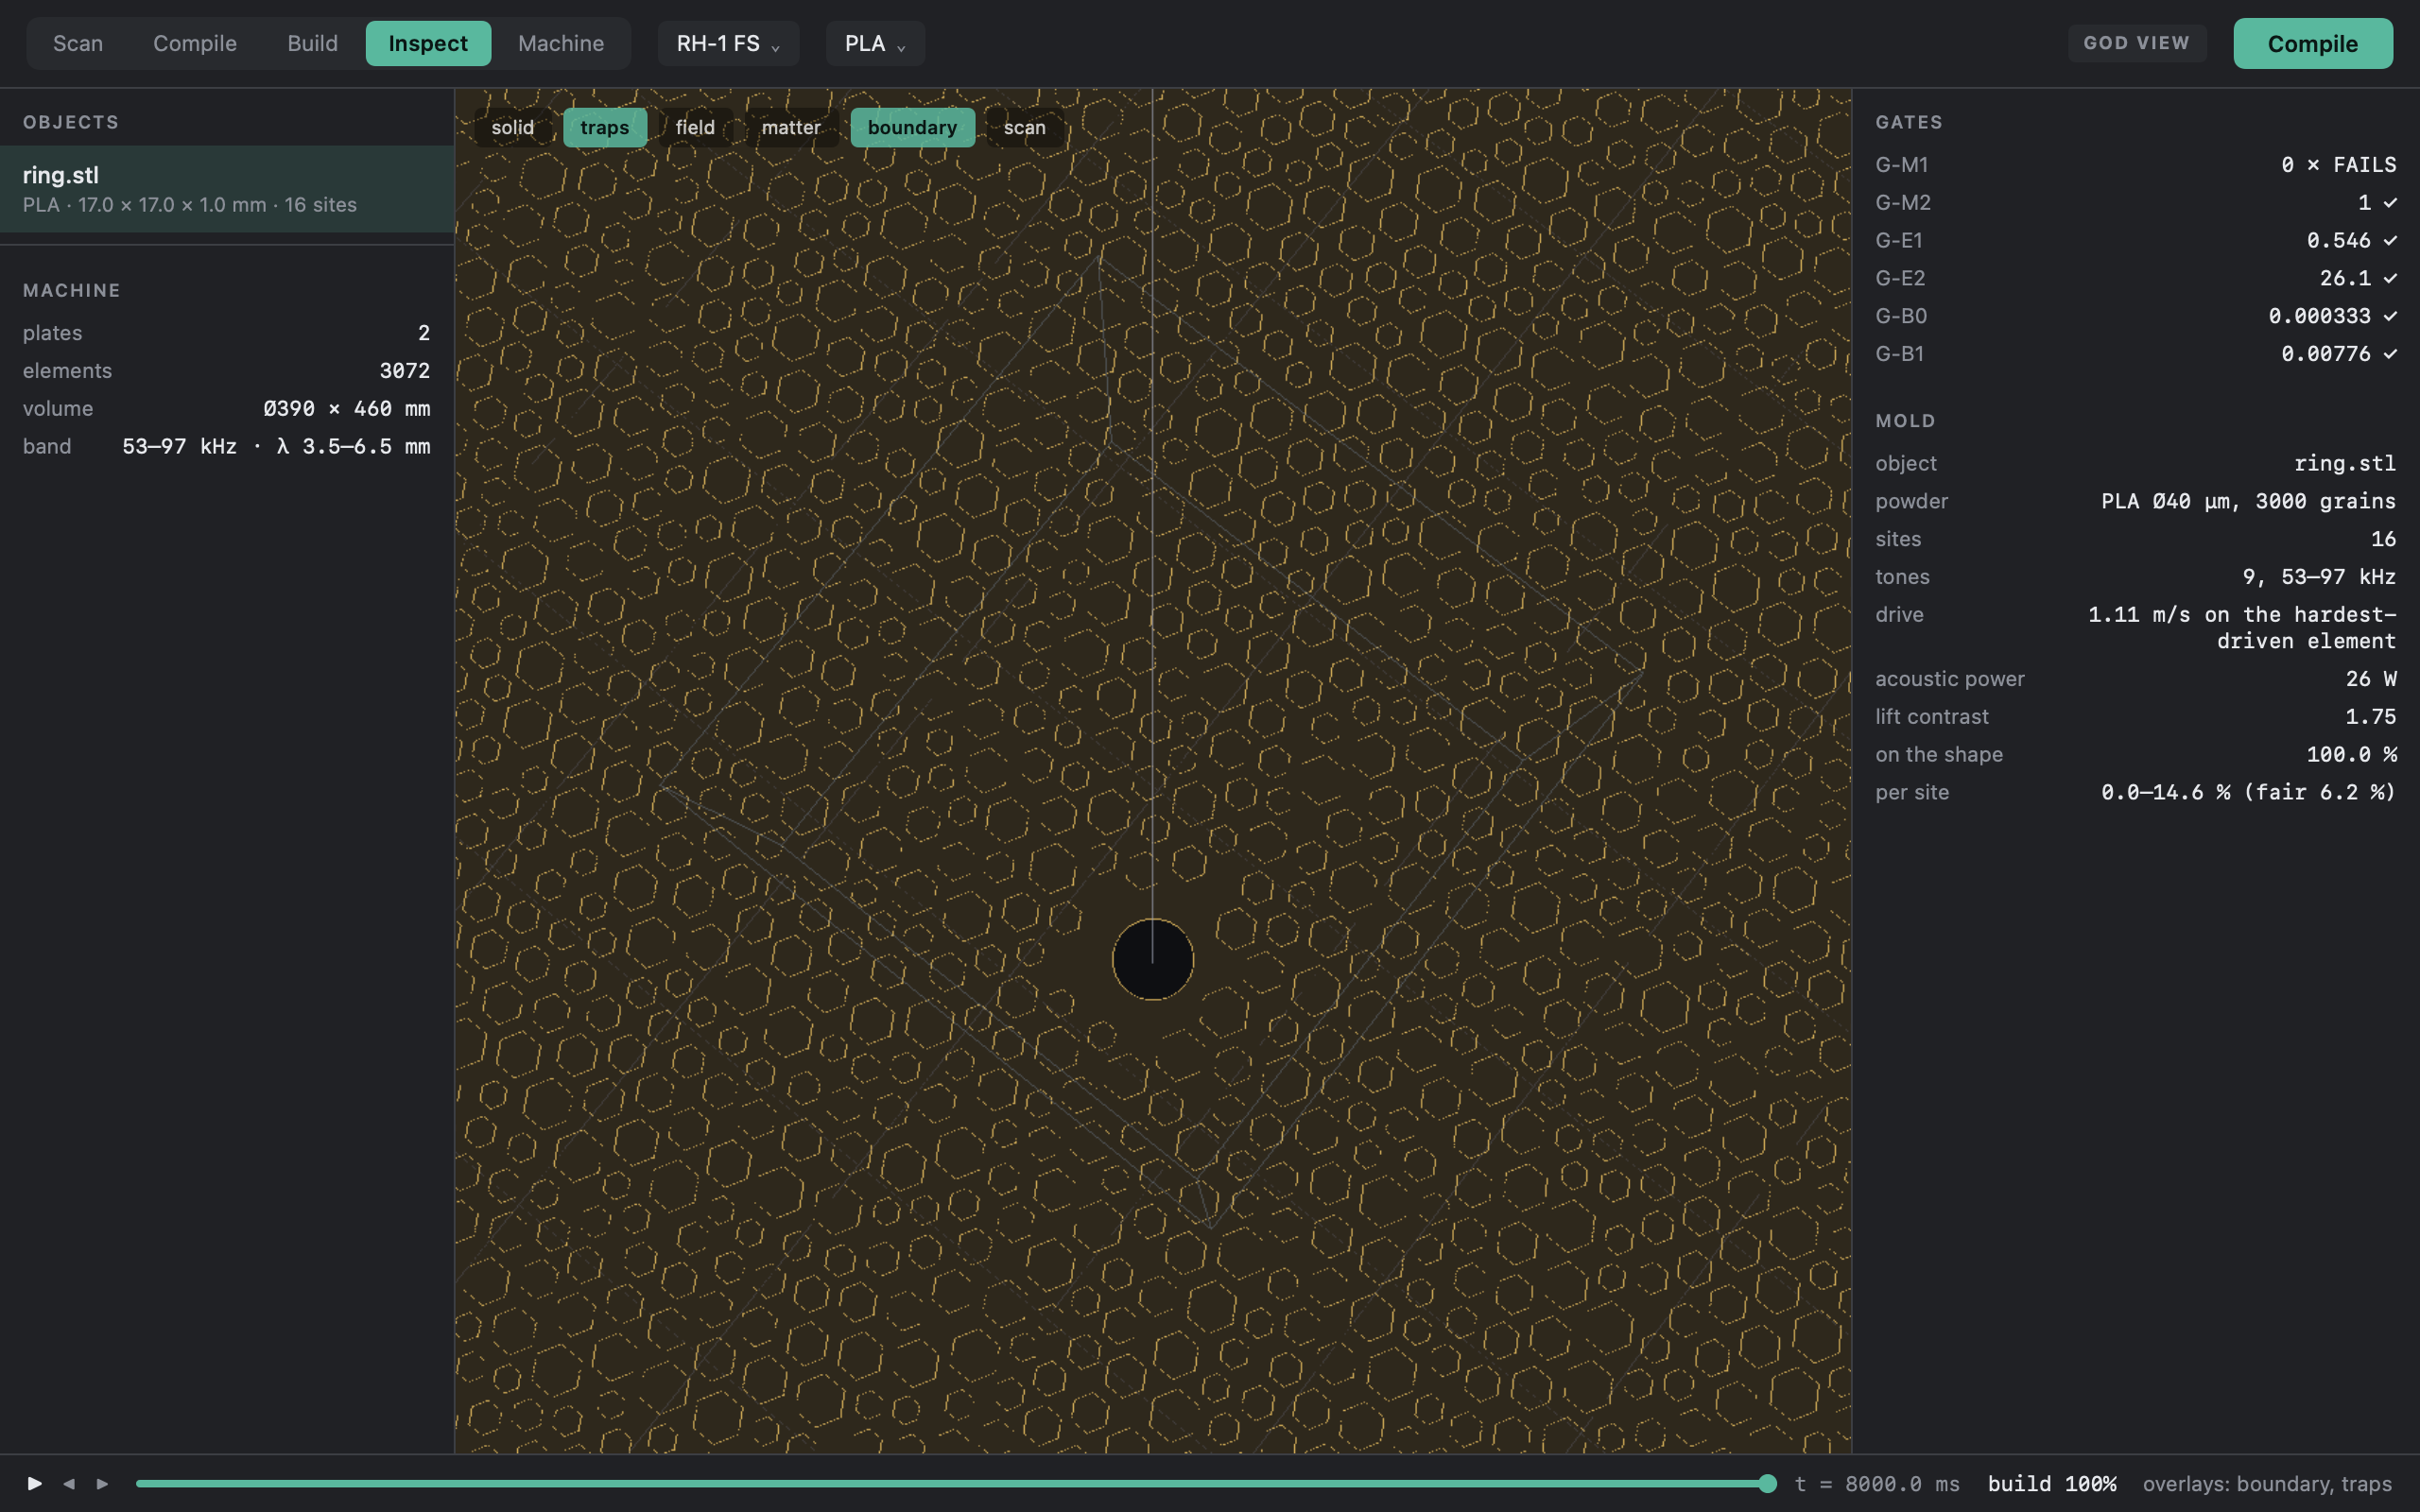 Scan Compile Build Inspect Machine RH-1 FS PLA GOD VIEW Compile
OBJECTS
ring.stl
PLA · 17.0 × 17.0 × 1.0 mm · 16 sites
MACHINE
plates 2
elements 3072
volume Ø390 × 460 mm
band 53–97 kHz · λ 3.5–6.5 mm
solid traps field matter boundary scan
GATES
G-M1 0 × FAILS
G-M2 1 ✓
G-E1 0.546 ✓
G-E2 26.1 ✓
G-B0 0.000333 ✓
G-B1 0.00776 ✓
MOLD
object ring.stl
powder PLA Ø40 μm, 3000 grains
sites 16
tones 9, 53–97 kHz
drive 1.11 m/s on the hardest-
driven element
acoustic power 26 W
lift contrast 1.75
on the shape 100.0 %
per site 0.0–14.6 % (fair 6.2 %)
t = 8000.0 ms build 100% overlays: boundary, traps